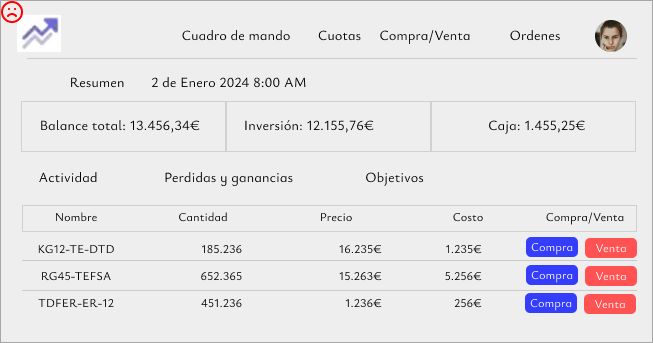 Cuadro de mando Cuotas Compra/Venta Ordenes
Resumen 2 de Enero 2024 8:00 AM
Balance total: 13.456,34€ Inversión: 12.155,76€ Caja: 1.455,25€
Actividad Perdidas y ganancias Objetivos
Nombre Cantidad Precio Costo Compra/Venta
KG12-TE-DTD 185.236 16.235€ 1.235€ Compra Venta
RG45-TEFSA 652.365 15.263€ 5.256€ Compra Venta
TDFER-ER-12 451.236 1.236€ 256€ Compra Venta